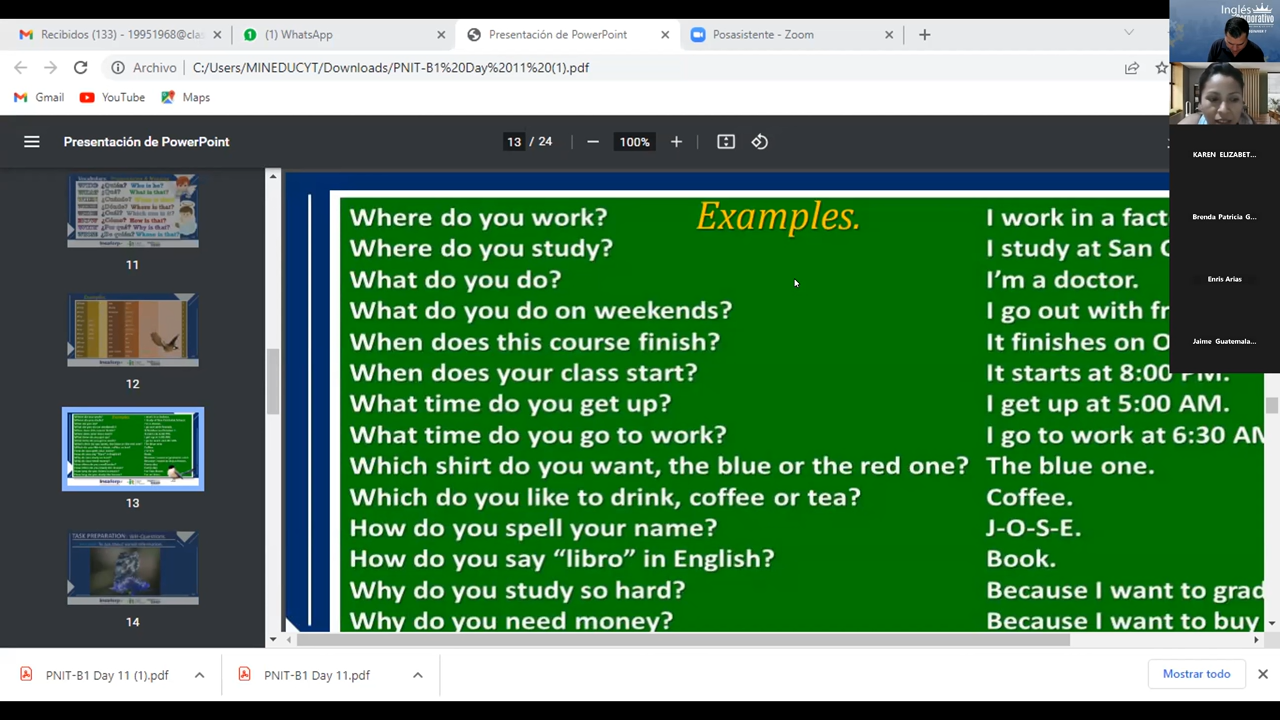 Recibidos (133) - 19951968@cla
(1) WhatsApp
Presentación de PowerPoint
Posasistente - Zoom
Archivo
C:/Users/MINEDUCYT/Downloads/PNIT-B1%20Day%2011%20(1).pdf
Gmail
YouTube
Maps
Presentación de PowerPoint
13 / 24
100%
Inglés
Corporativo
KAREN ELIZABET...
Brenda Patricia G...
Enris Arias
Jaime Guatemala...
11
12
13
TASK PREPARATION: WH-Questions.
14
Examples.
Where do you work? I work in a fact
Where do you study? I study at San
What do you do? I'm a doctor.
What do you do on weekends? I go out with fr
When does this course finish? It finishes on O
When does your class start? It starts at 8:00 PM.
What time do you get up? I get up at 5:00 AM.
What time do you go to work? I go to work at 6:30 AM
Which shirt do you want, the blue or the red one? The blue one.
Which do you like to drink, coffee or tea? Coffee.
How do you spell your name? J-O-S-E.
How do you say "libro" in English? Book.
Why do you study so hard? Because I want to grad
Why do you need money? Because I want to buy
PNIT-B1 Day 11 (1).pdf
PNIT-B1 Day 11.pdf
Mostrar todo